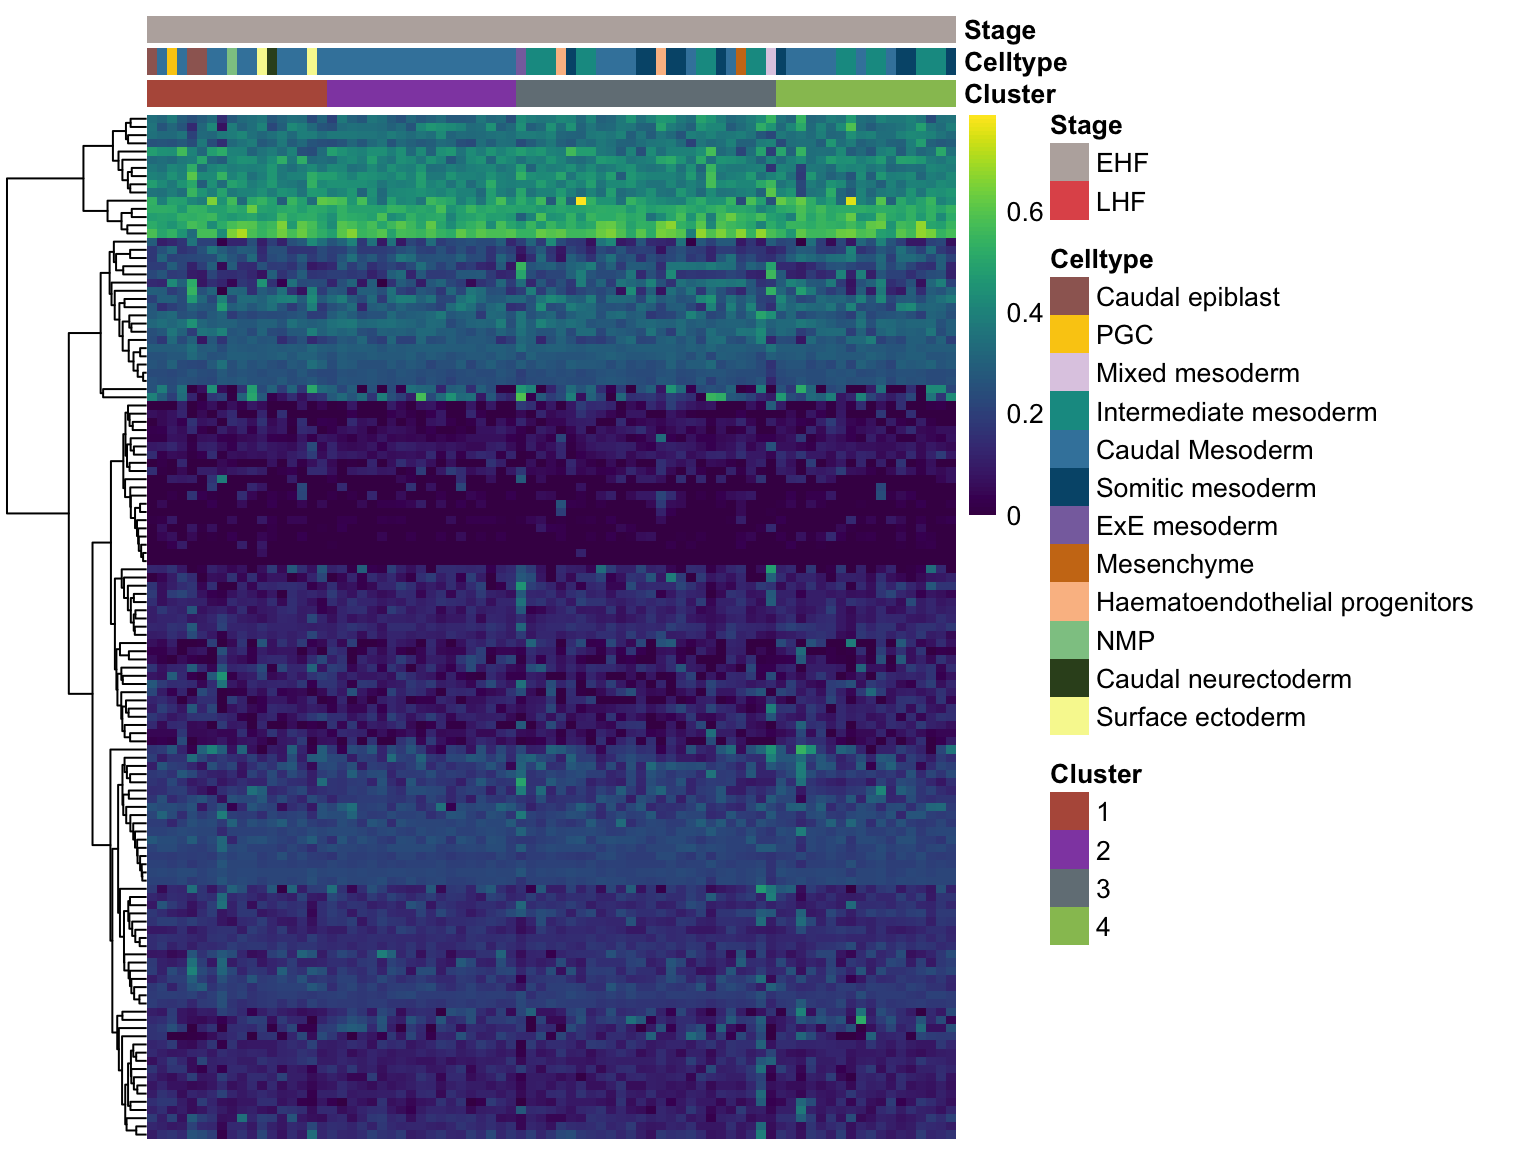 Stage
Celltype
Cluster
0.6
0.4
0.2
0
Stage
EHF
LHF
Celltype
Caudal epiblast
PGC
Mixed mesoderm
Intermediate mesoderm
Caudal Mesoderm
Somitic mesoderm
ExE mesoderm
Mesenchyme
Haematoendothelial progenitors
NMP
Caudal neurectoderm
Surface ectoderm
Cluster
1
2
3
4